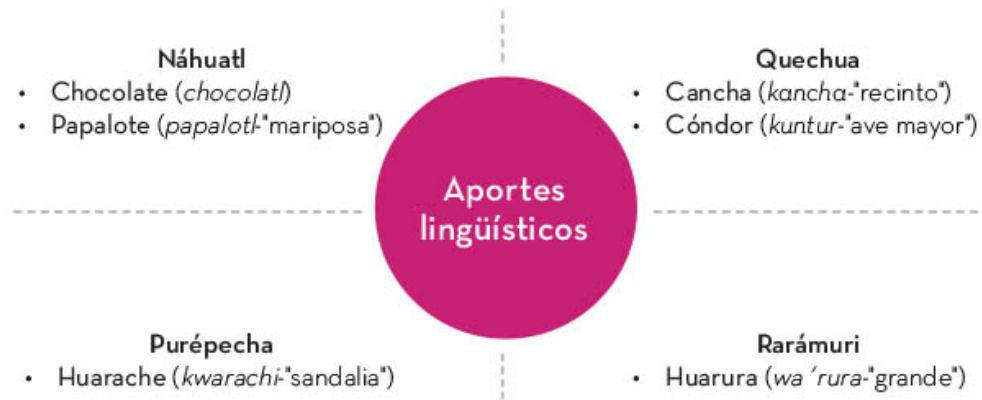 Náhuatl
• Chocolate (chocolatl)
• Papalote (papalotl-"mariposa")
Quechua
• Cancha (kancha-"recinto")
• Cóndor (kuntur-"ave mayor")
Aportes
lingüísticos
Purépecha
• Huarache (kwarachi-"sandalia")
Rarámuri
• Huarura (wa ´rura-"grande")